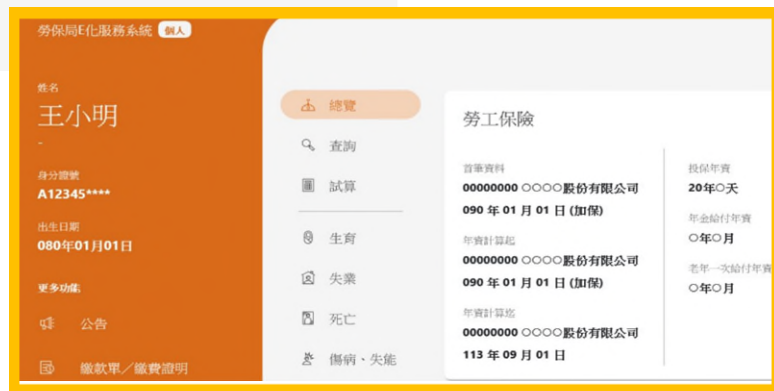 勞保局E化服務系統 個人
姓名
王小明
-
身分證號
A12345****
出生日期
080年01月01日
更多功能
公告
繳款單／繳費證明
總覽
查詢
試算
生育
失業
死亡
傷病、失能
勞工保險
首筆資料
00000000 ○○○○股份有限公司
090 年 01 月 01 日 (加保)
年資計算起
00000000 ○○○○股份有限公司
090 年 01 月 01 日 (加保)
年資計算迄
00000000 ○○○○股份有限公司
113 年 09 月 01 日
投保年資
20年○天
年金給付年資
○年○月
老年一次給付年資
○年○月